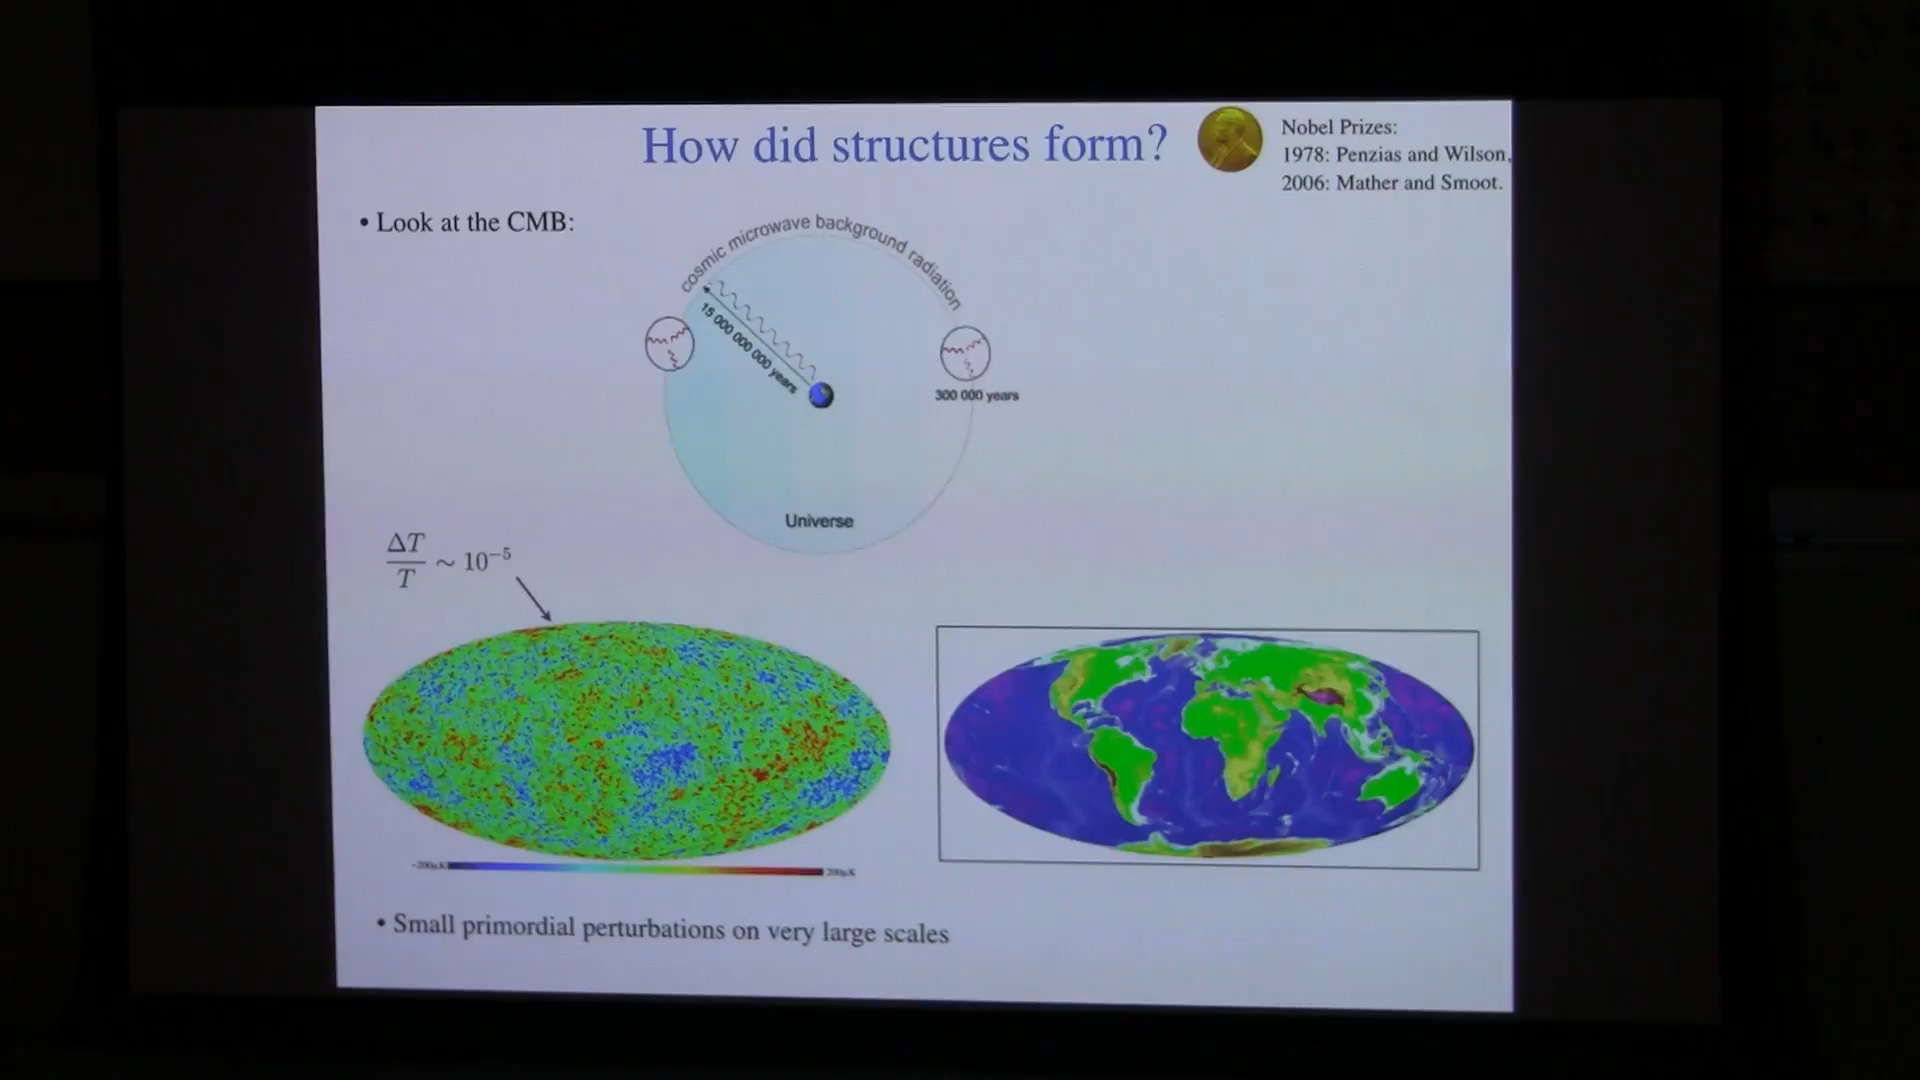 How did structures form?
Nobel Prizes:
1978: Penzias and Wilson,
2006: Mather and Smoot.
• Look at the CMB:
cosmic microwave background radiation
15 000 000 000 years
300 000 years
Universe
ΔT/T ~ 10⁻⁵
-200μK
200μK
• Small primordial perturbations on very large scales